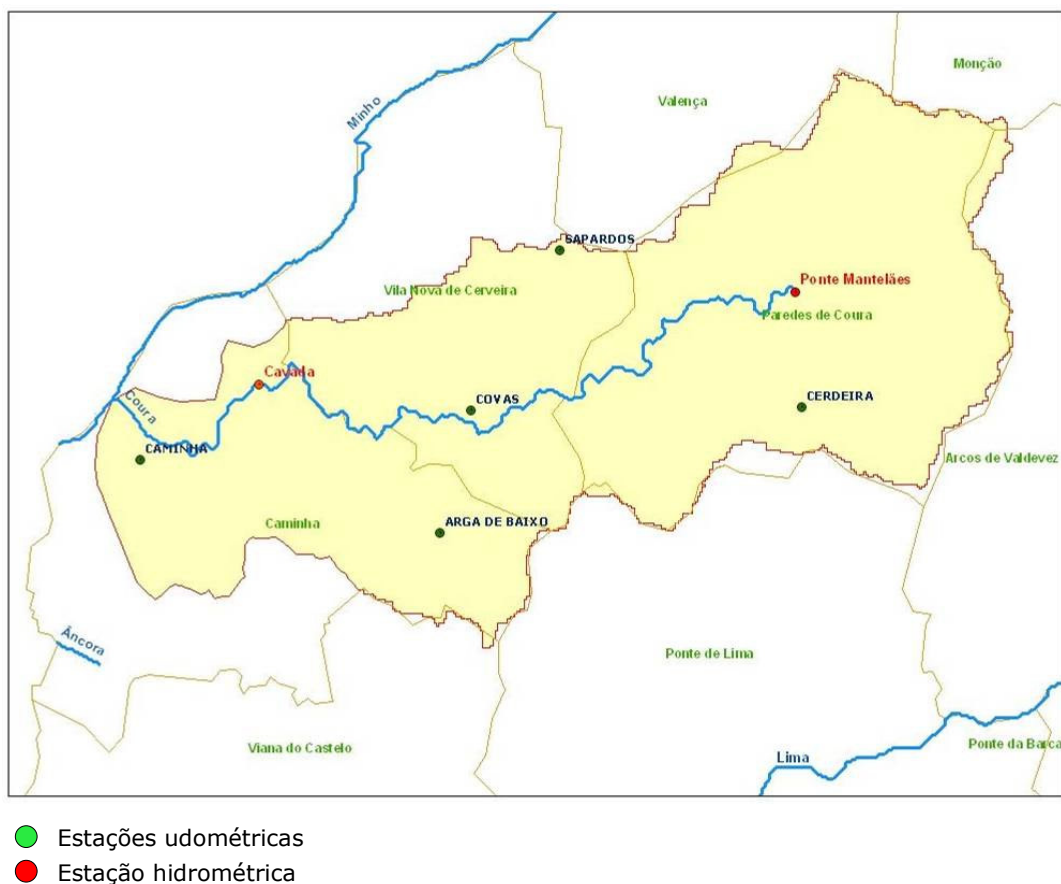 Monção
Valença
Minho
SAPARDOS
Ponte Mantelães
Vila Nova de Cerveira
Paredes de Coura
Cavada
Coura
COVAS
CERDEIRA
CAMINHA
Arcos de Valdevez
Caminha
ARGA DE BAIXO
Âncora
Ponte de Lima
Viana do Castelo
Lima
Ponte da Barca
Estações udométricas
Estação hidrométrica